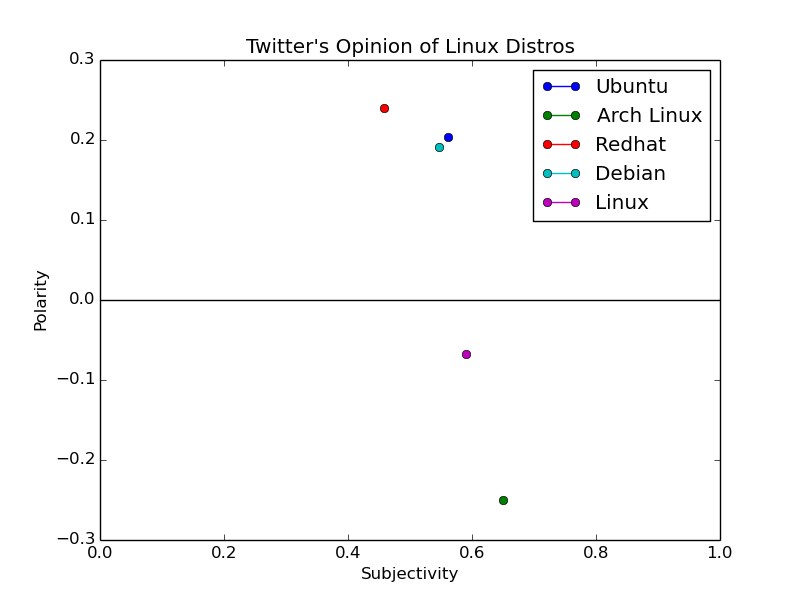 Twitter's Opinion of Linux Distros
0.3
0.2
0.1
0.0
−0.1
−0.2
−0.3
Polarity
Ubuntu
Arch Linux
Redhat
Debian
Linux
0.0 0.2 0.4 0.6 0.8 1.0
Subjectivity